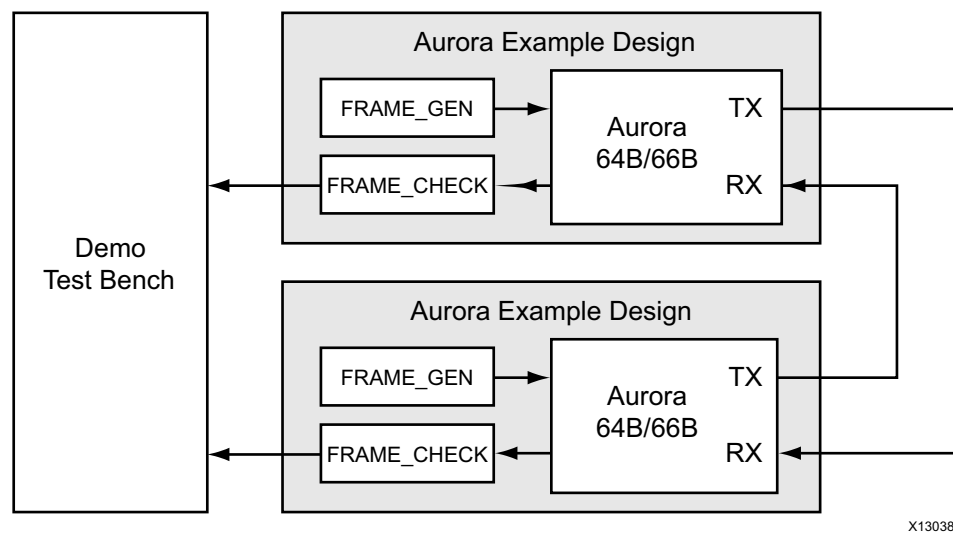 Aurora Example Design
FRAME_GEN
Aurora
64B/66B
TX
FRAME_CHECK
RX
Demo
Test Bench
Aurora Example Design
FRAME_GEN
Aurora
64B/66B
TX
FRAME_CHECK
RX
X13038